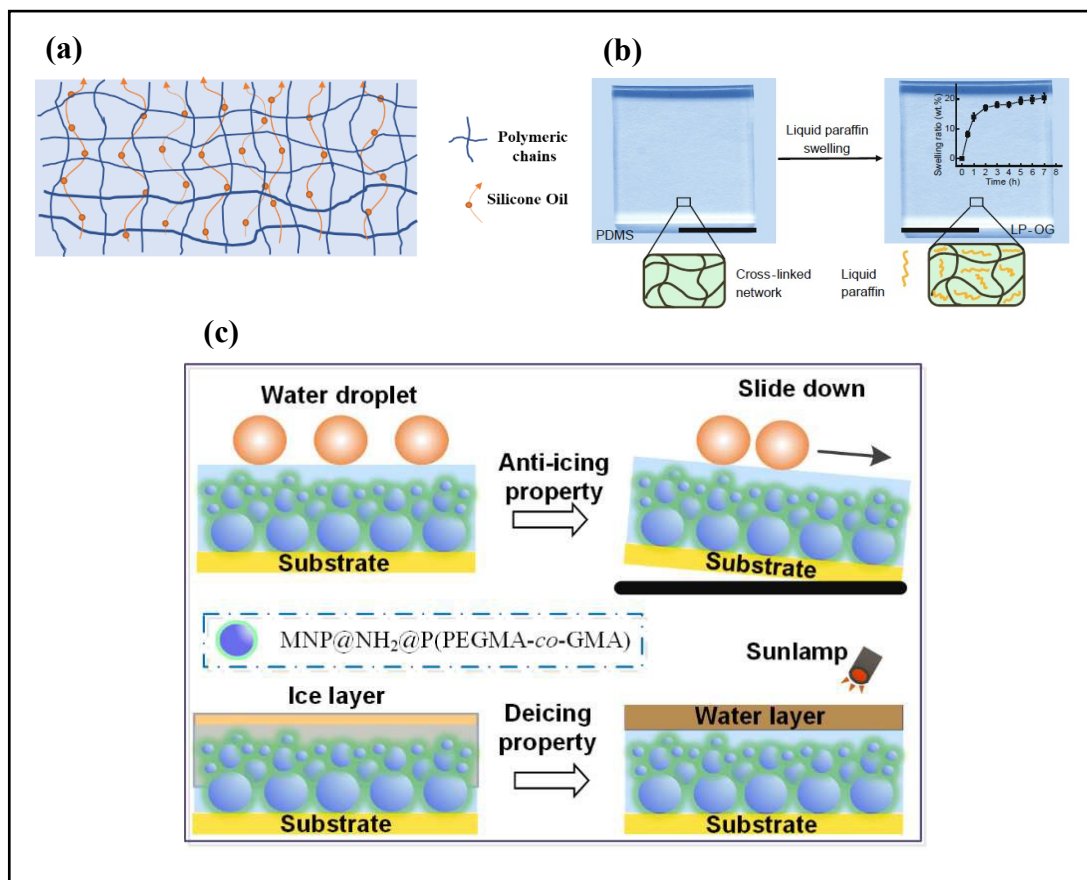 (a)
Polymeric
chains
Silicone Oil
(b)
PDMS
Liquid paraffin
swelling
Swelling ratio (wt.%)
20
10
0
0 1 2 3 4 5 6 7 8
Time (h)
LP-OG
Cross-linked
network
Liquid
paraffin
(c)
Water droplet
Slide down
Anti-icing
property
Substrate
Substrate
MNP@NH₂@P(PEGMA-co-GMA)
Sunlamp
Ice layer
Deicing
property
Water layer
Substrate
Substrate